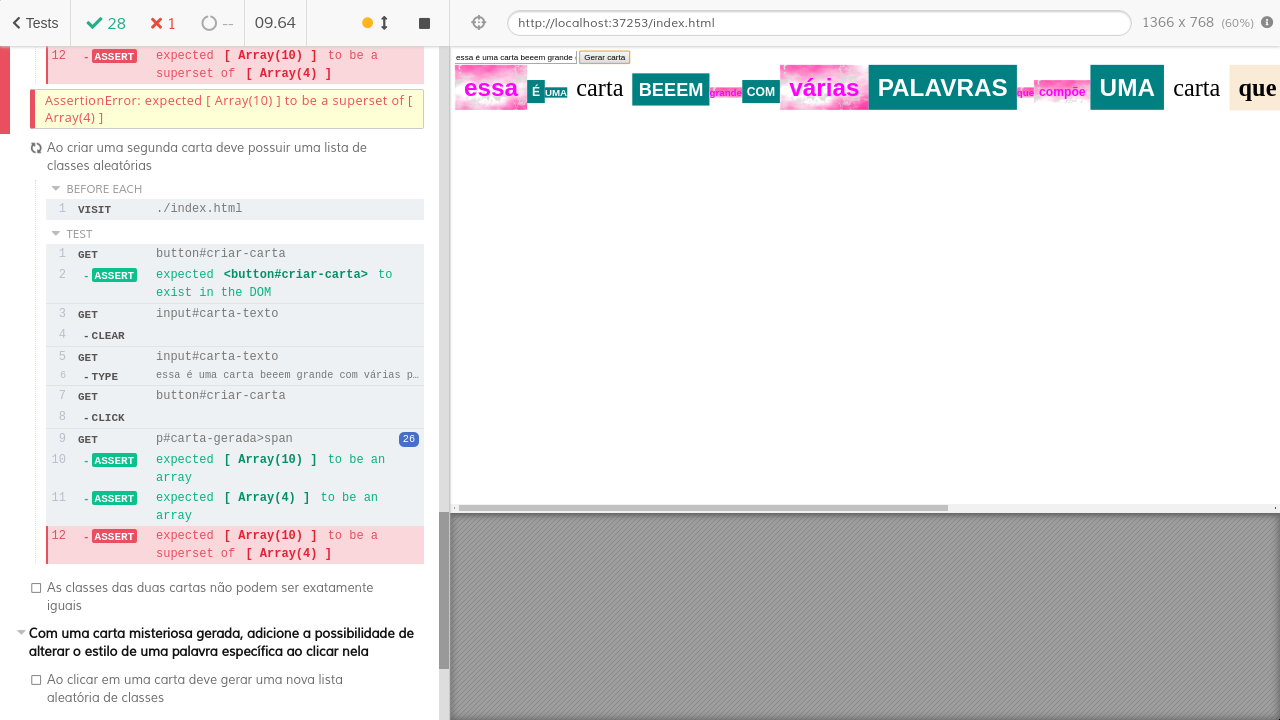 Tests
28
1
--
09.64
http://localhost:37253/index.html
1366 x 768 (60%)
12 - ASSERT expected [ Array(10) ] to be a
superset of [ Array(4) ]
AssertionError: expected [ Array(10) ] to be a superset of [
Array(4) ]
Ao criar uma segunda carta deve possuir uma lista de
classes aleatórias
BEFORE EACH
1 VISIT ./index.html
TEST
1 GET button#criar-carta
2 - ASSERT expected <button#criar-carta> to
exist in the DOM
3 GET input#carta-texto
4 - CLEAR
5 GET input#carta-texto
6 - TYPE essa é uma carta beeem grande com várias p…
7 GET button#criar-carta
8 - CLICK
9 GET p#carta-gerada>span 26
10 - ASSERT expected [ Array(10) ] to be an
array
11 - ASSERT expected [ Array(4) ] to be an
array
12 - ASSERT expected [ Array(10) ] to be a
superset of [ Array(4) ]
As classes das duas cartas não podem ser exatamente
iguais
Com uma carta misteriosa gerada, adicione a possibilidade de
alterar o estilo de uma palavra específica ao clicar nela
Ao clicar em uma carta deve gerar uma nova lista
aleatória de classes
essa é uma carta beeem grande Gerar carta
essa É UMA carta BEEEM grande COM várias PALAVRAS que compõe UMA carta que